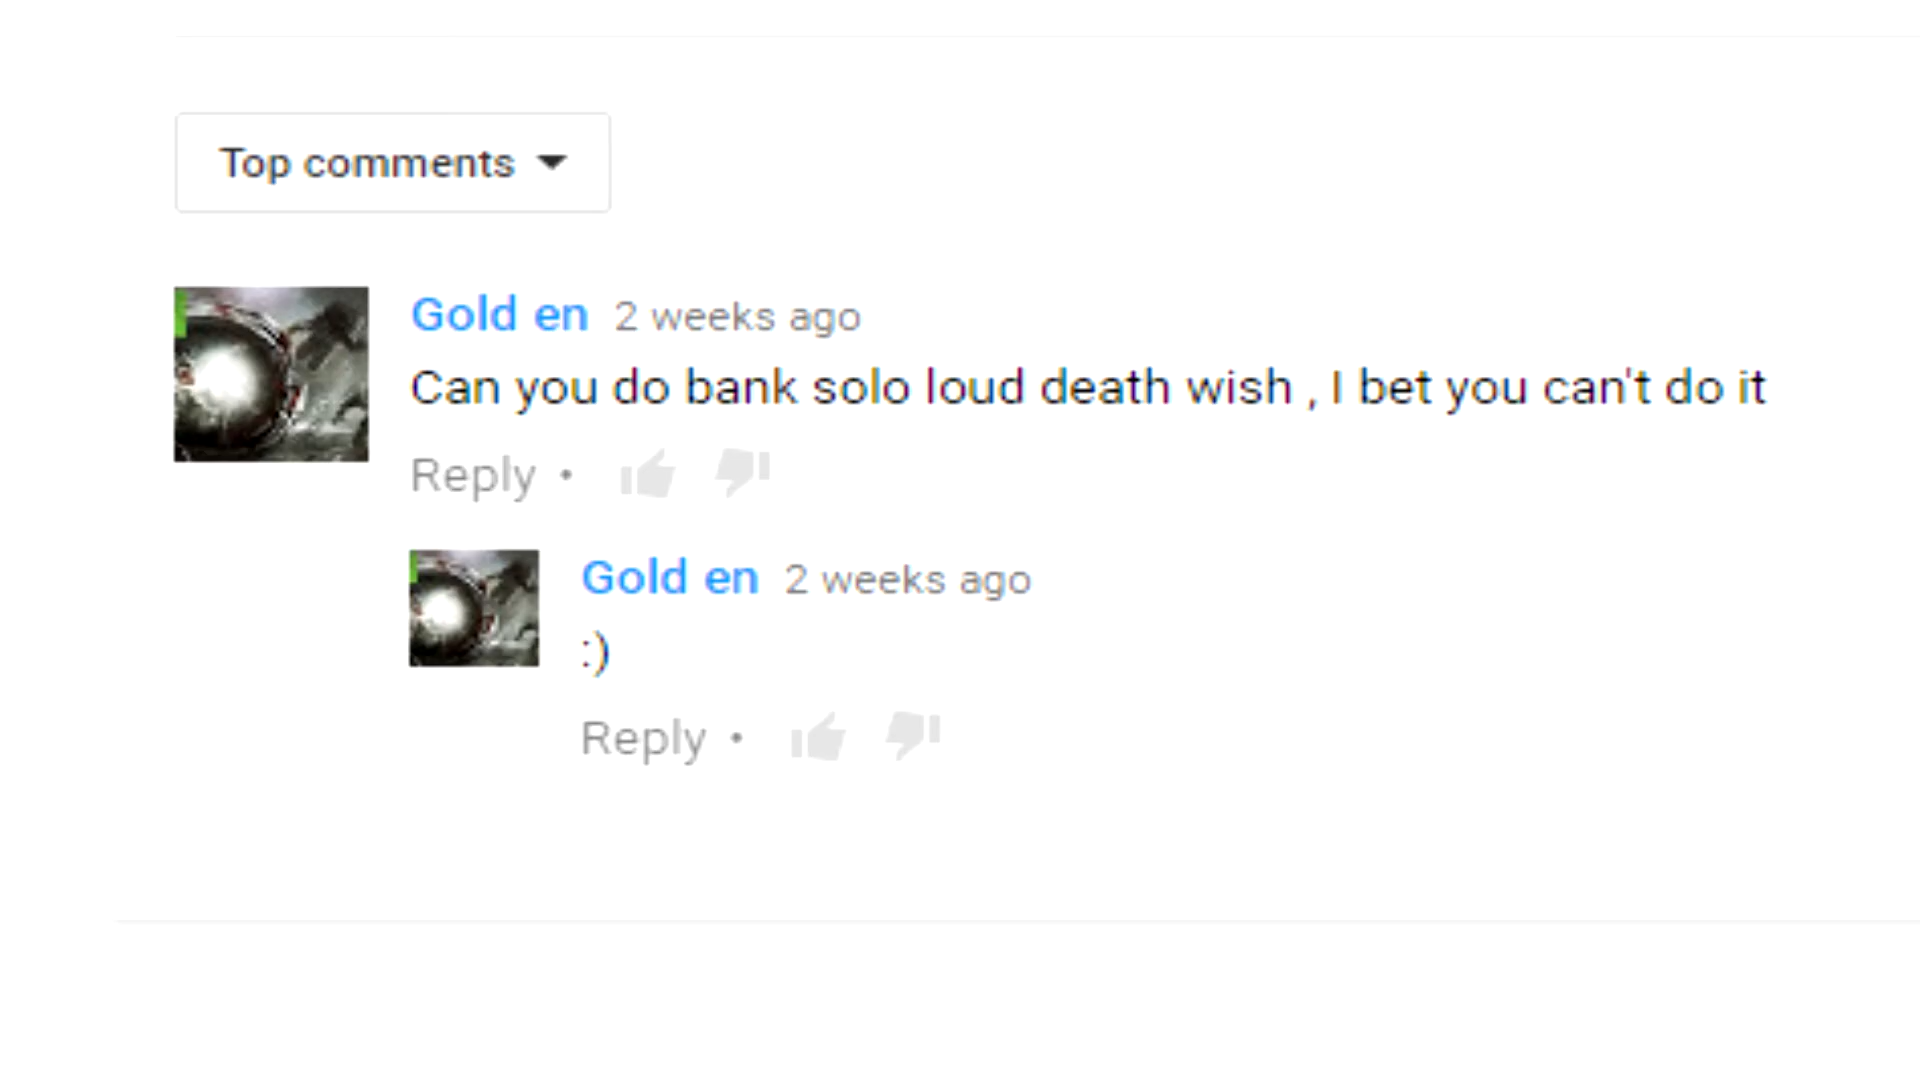 Top comments
Gold en 2 weeks ago
Can you do bank solo loud death wish , I bet you can't do it
Reply •
Gold en 2 weeks ago
:)
Reply •